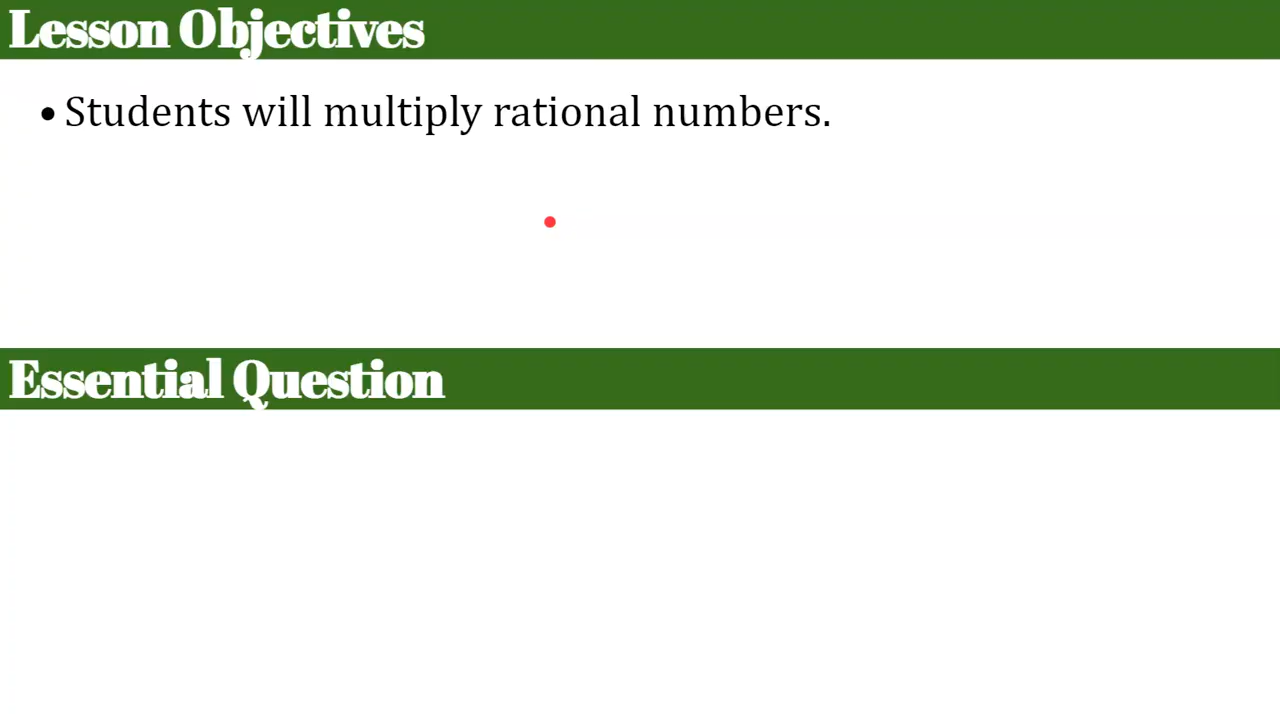 Lesson Objectives
• Students will multiply rational numbers.
Essential Question